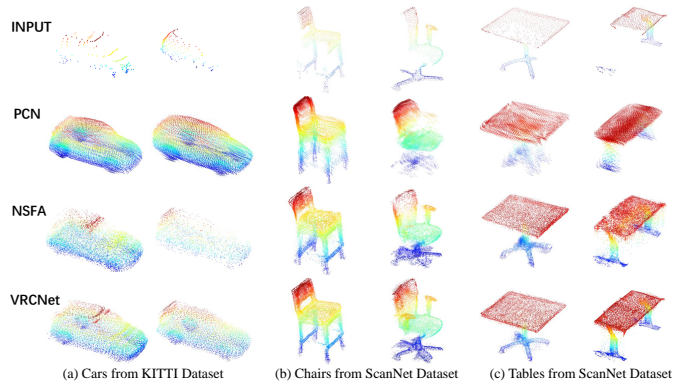 INPUT
PCN
NSFA
VRCNet
(a) Cars from KITTI Dataset
(b) Chairs from ScanNet Dataset
(c) Tables from ScanNet Dataset